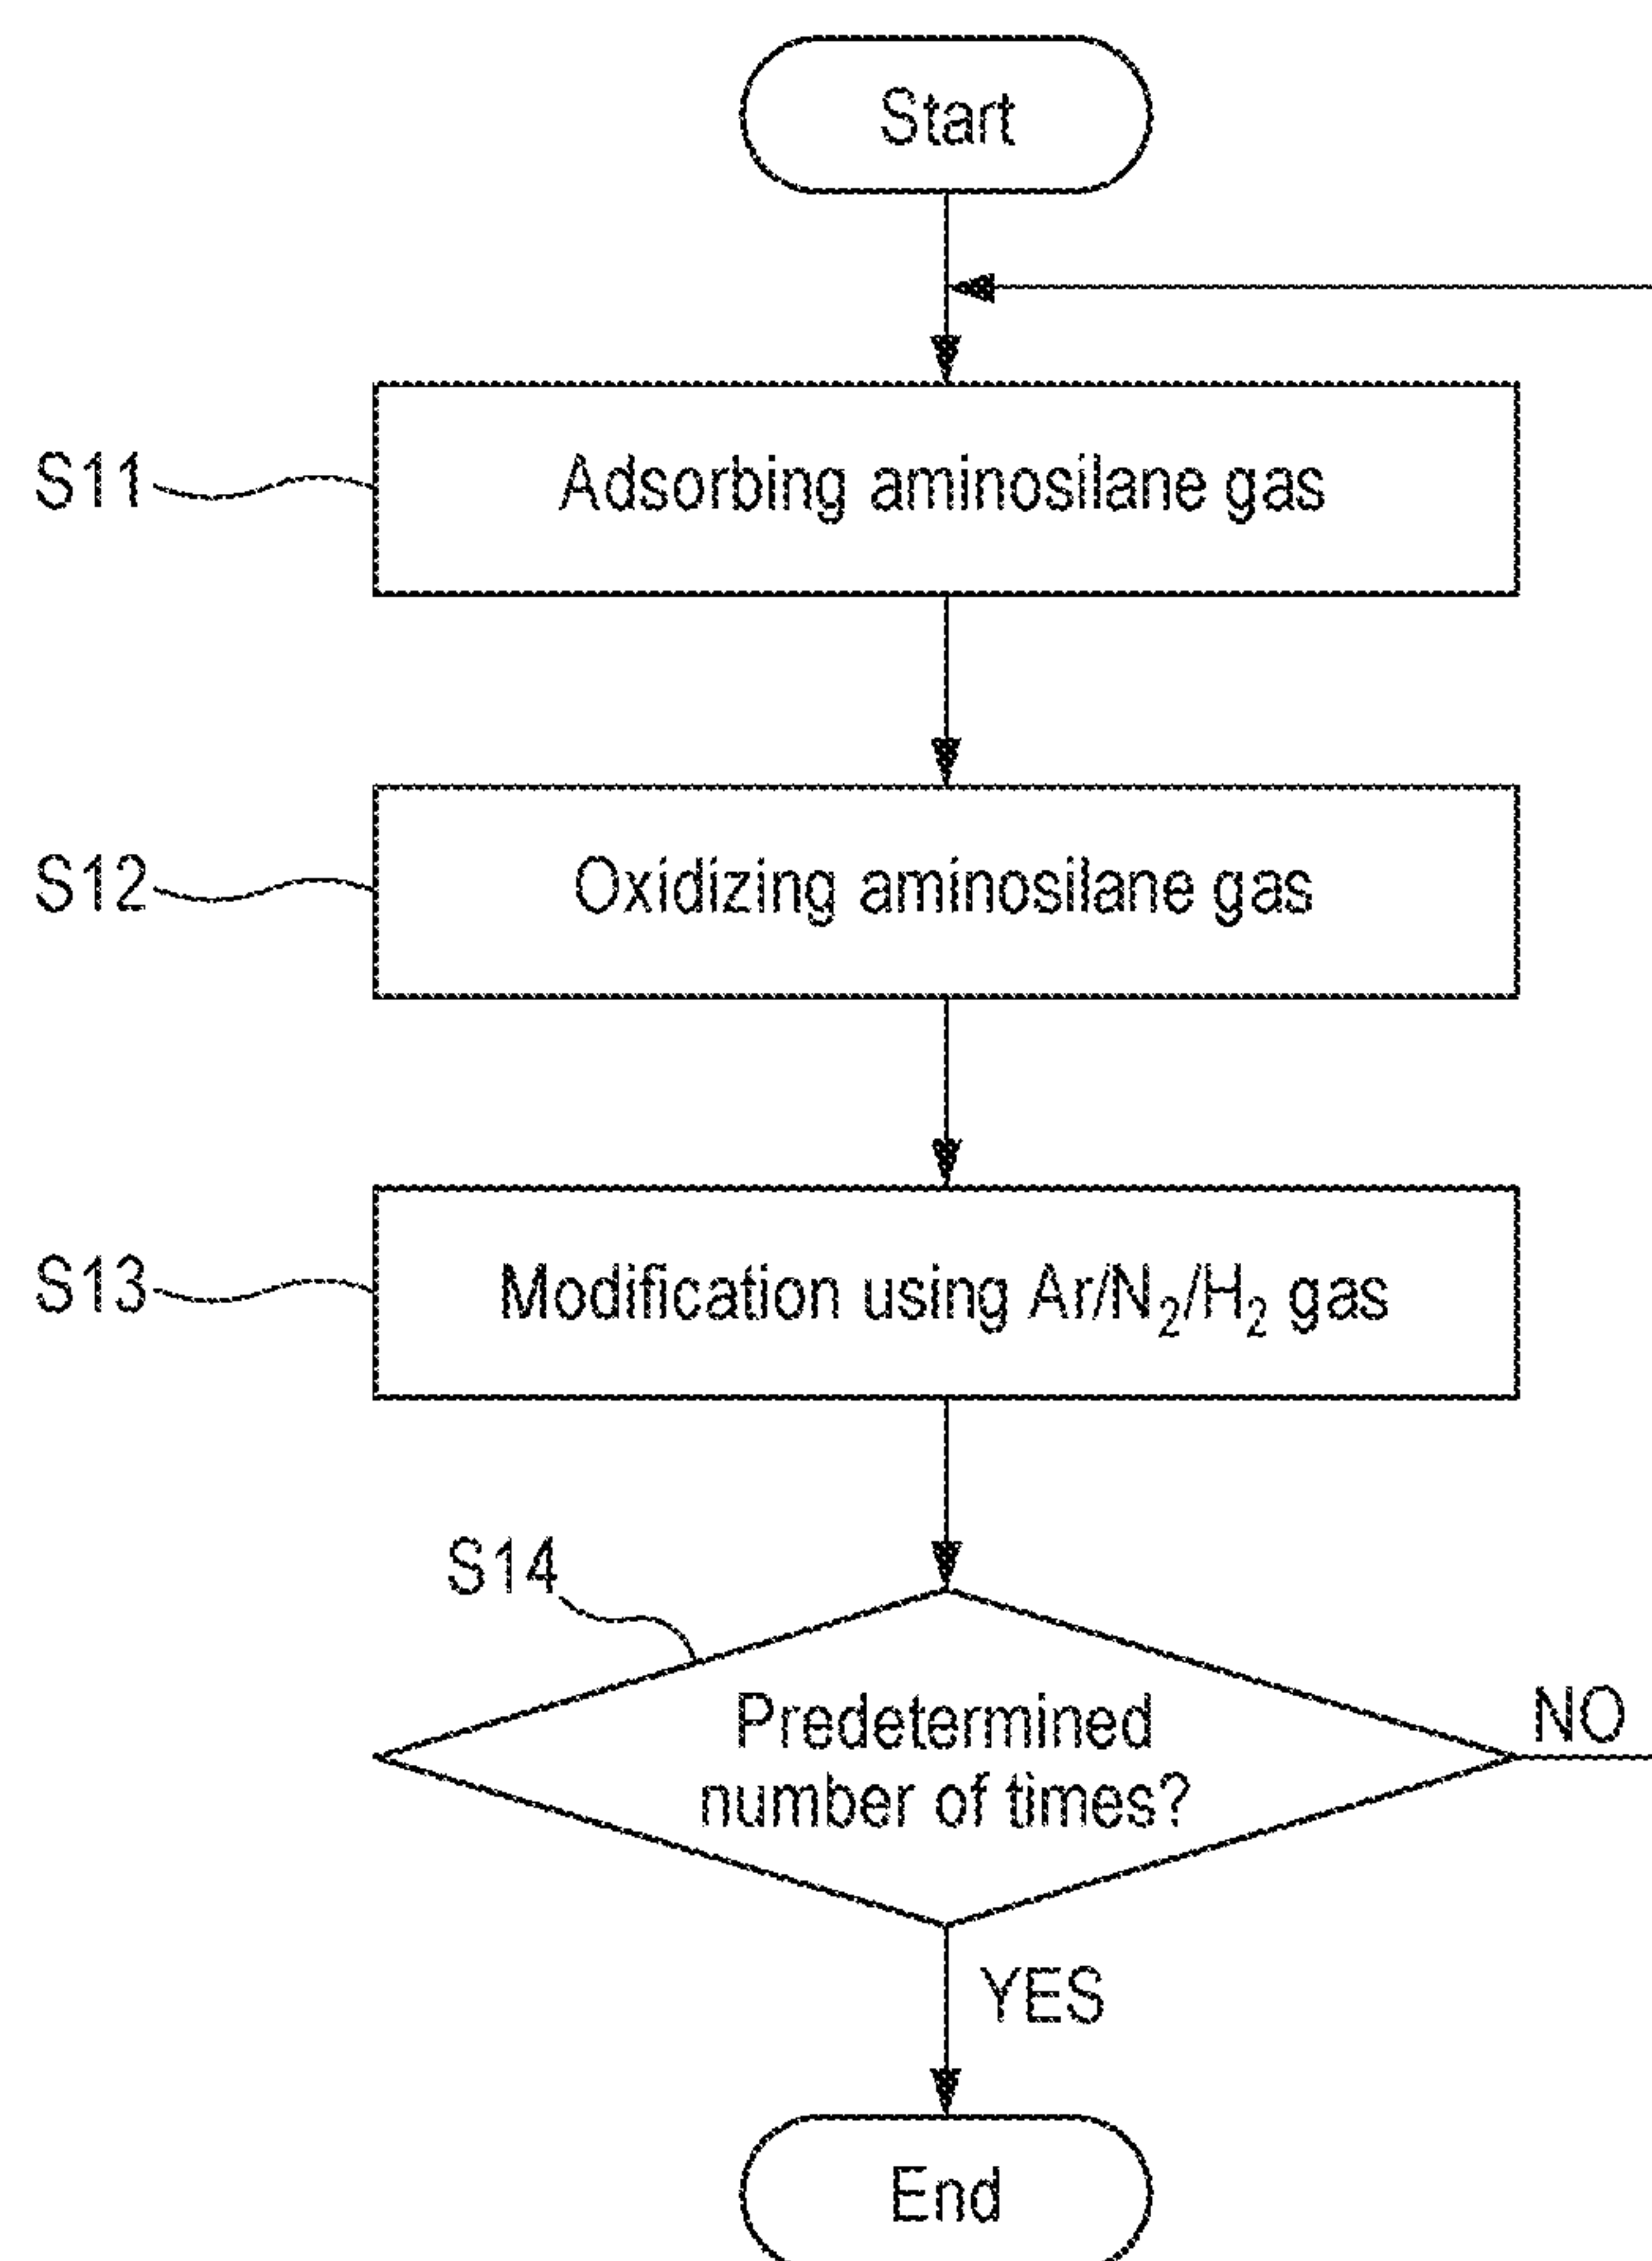 Start
S11
Adsorbing aminosilane gas
S12
Oxidizing aminosilane gas
S13
Modification using Ar/N₂/H₂ gas
S14
Predetermined
number of times?
NO
YES
End